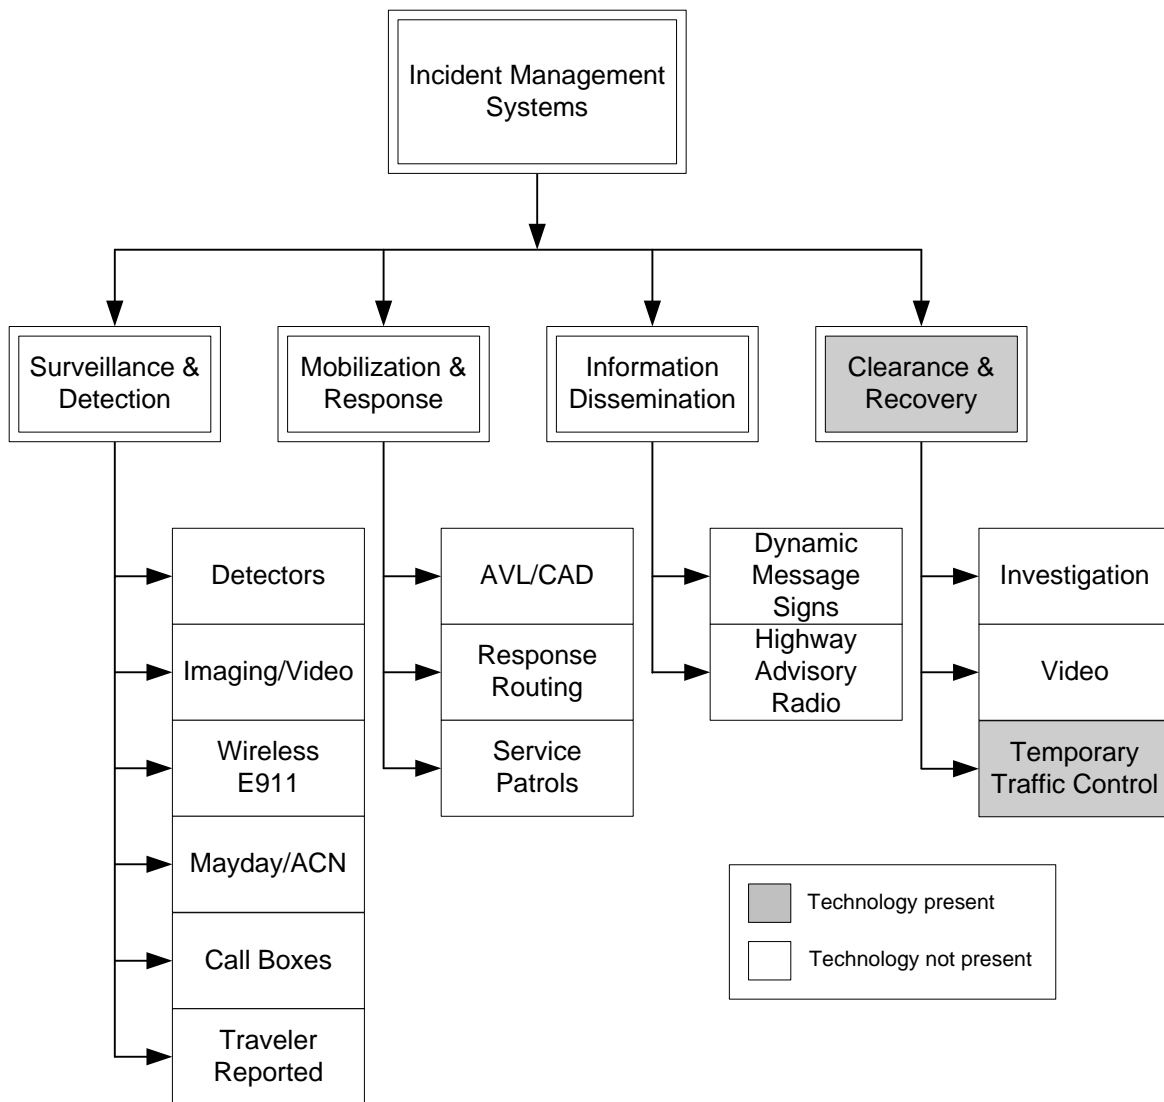 Incident Management
Systems
Surveillance &
Detection
Mobilization &
Response
Information
Dissemination
Clearance &
Recovery
Detectors
Imaging/Video
Wireless
E911
Mayday/ACN
Call Boxes
Traveler
Reported
AVL/CAD
Response
Routing
Service
Patrols
Dynamic
Message
Signs
Highway
Advisory
Radio
Investigation
Video
Temporary
Traffic Control
Technology present
Technology not present